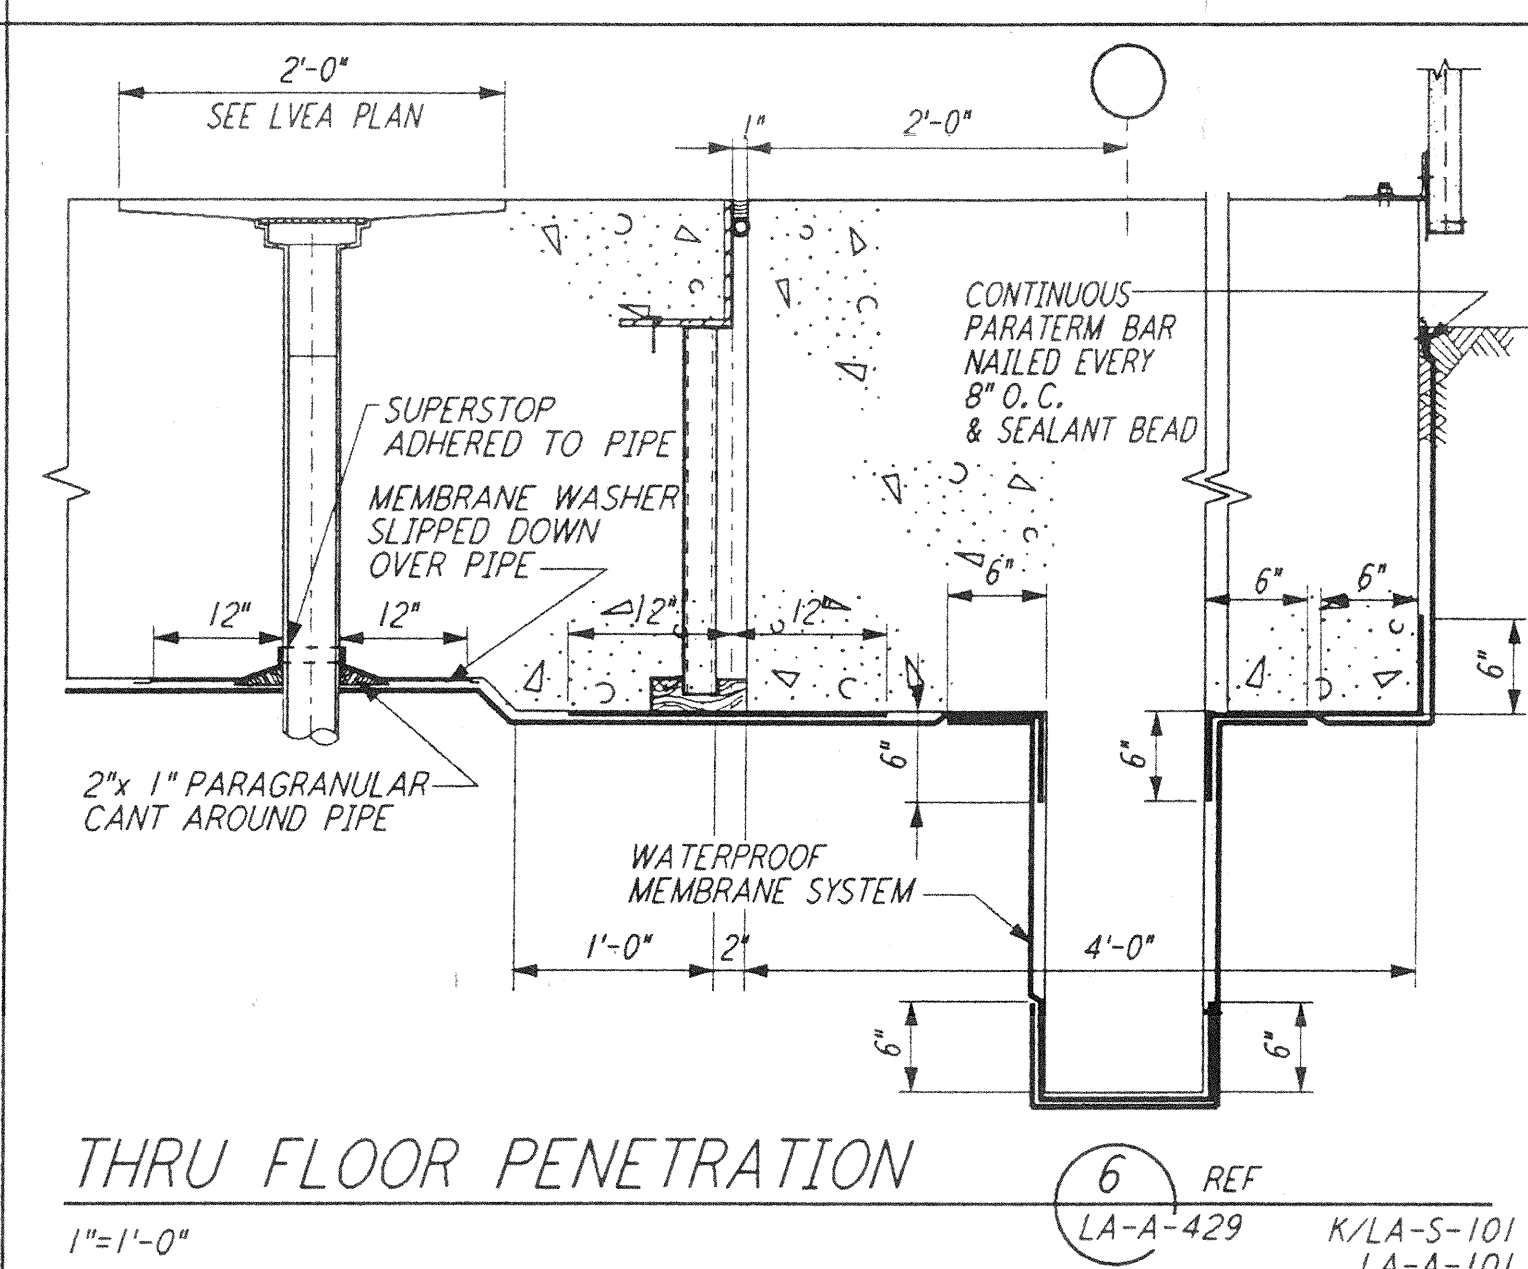 2'-0"
SEE LVEA PLAN
1"
2'-0"
CONTINUOUS
PARATERM BAR
NAILED EVERY
8" O.C.
& SEALANT BEAD
SUPERSTOP
ADHERED TO PIPE
MEMBRANE WASHER
SLIPPED DOWN
OVER PIPE
6"
6"
6"
12"
12"
12"
12"
6"
2"x 1" PARAGRANULAR
CANT AROUND PIPE
6"
6"
WATERPROOF
MEMBRANE SYSTEM
1'-0"
2"
4'-0"
6"
6"
THRU FLOOR PENETRATION
6
REF
1"=1'-0"
LA-A-429
K/LA-S-101
LA-A-101